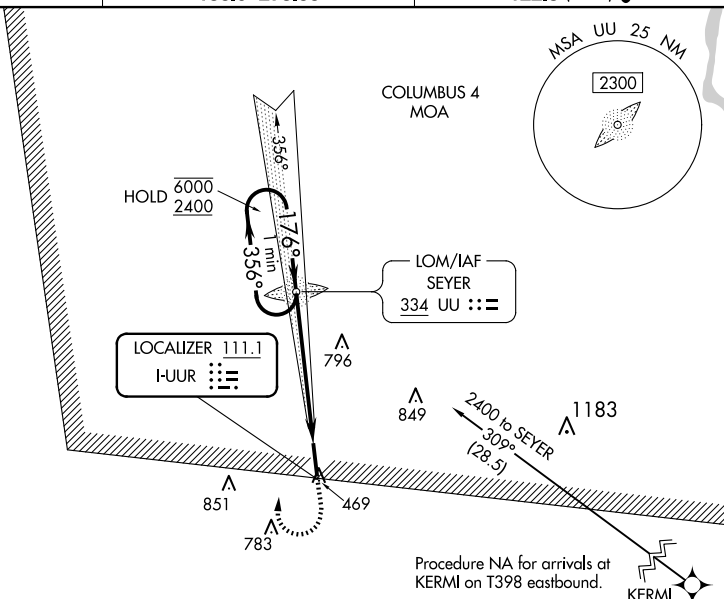 MSA UU 25 NM
2300
COLUMBUS 4
MOA
356°
HOLD 6000
2400
176°
1 min
356°
LOM/IAF
SEYER
334 UU
LOCALIZER 111.1
I-UUR
796
849
1183
2400 to SEYER
309°
(28.5)
851
469
783
Procedure NA for arrivals at
KERMI on T398 eastbound.
KERMI